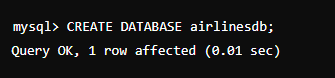 mysql> CREATE DATABASE airlinesdb;
Query OK, 1 row affected (0.01 sec)